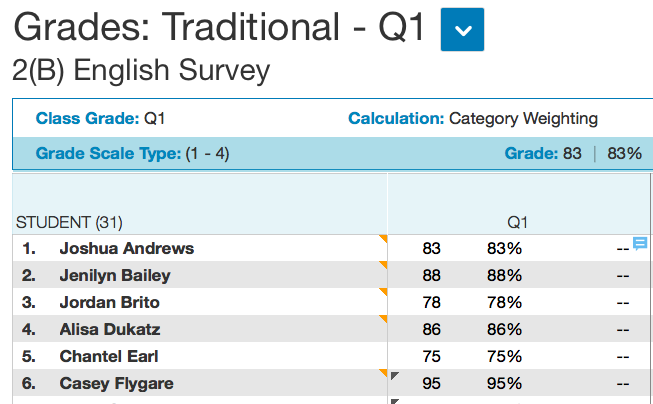 Grades: Traditional - Q1
2(B) English Survey
Class Grade: Q1 Calculation: Category Weighting
Grade Scale Type: (1 - 4) Grade: 83 | 83%
STUDENT (31) Q1
1. Joshua Andrews 83 83% --
2. Jenilyn Bailey 88 88% --
3. Jordan Brito 78 78% --
4. Alisa Dukatz 86 86% --
5. Chantel Earl 75 75% --
6. Casey Flygare 95 95% --